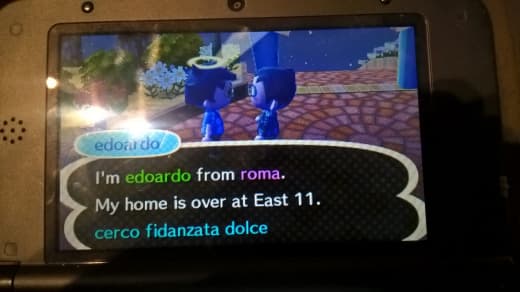 edoardo
I'm edoardo from roma.
My home is over at East 11.
cerco fidanzata dolce